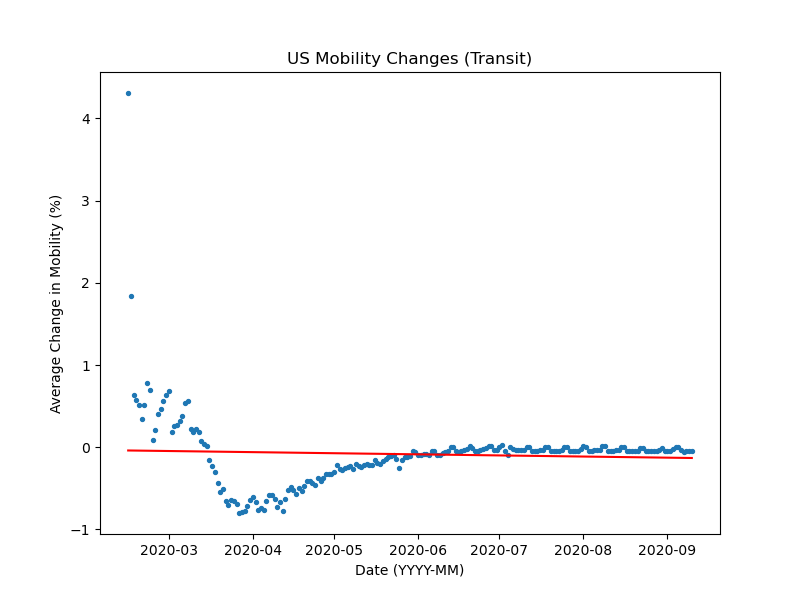 US Mobility Changes (Transit)
Average Change in Mobility (%)
4
3
2
1
0
−1
2020-03 2020-04 2020-05 2020-06 2020-07 2020-08 2020-09
Date (YYYY-MM)